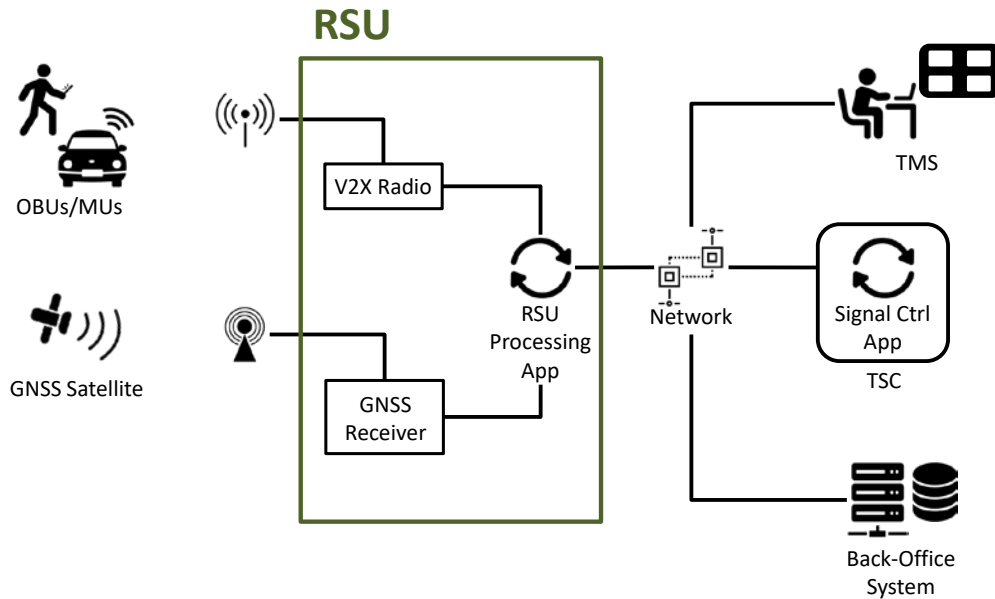 RSU
OBUs/MUs
GNSS Satellite
V2X Radio
GNSS
Receiver
RSU
Processing
App
Network
TMS
Signal Ctrl
App
TSC
Back-Office
System